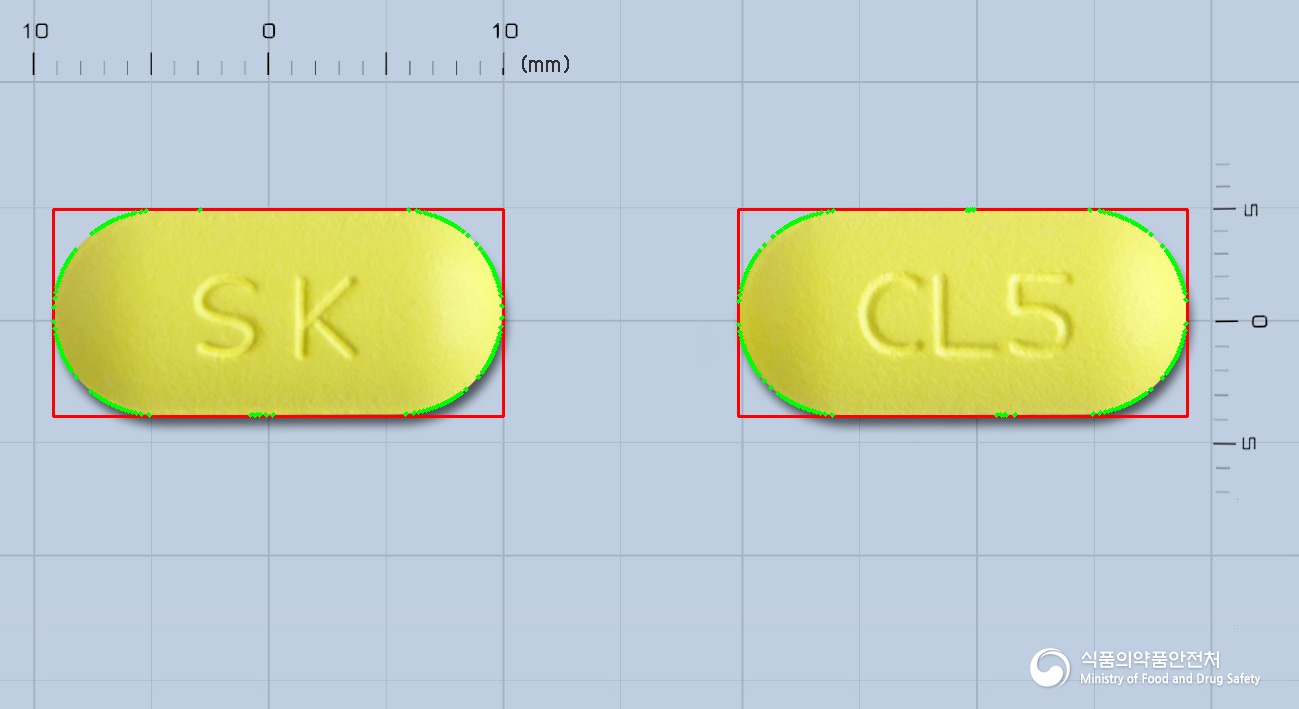 10 0 10
(mm)
SK
CL5
5
0
5
식품의약품안전처
Ministry of Food and Drug Safety